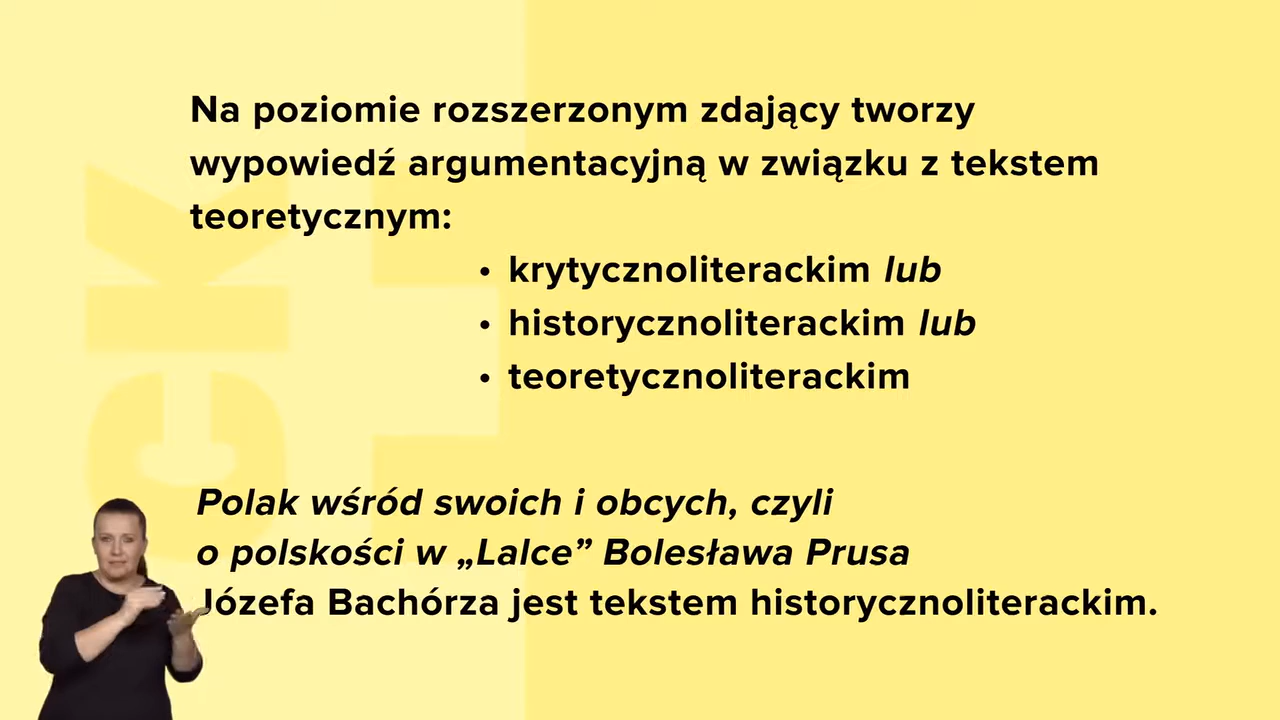 Na poziomie rozszerzonym zdający tworzy
wypowiedź argumentacyjną w związku z tekstem
teoretycznym:
• krytycznoliterackim lub
• historycznoliterackim lub
• teoretycznoliterackim
Polak wśród swoich i obcych, czyli
o polskości w „Lalce” Bolesława Prusa
Józefa Bachórza jest tekstem historycznoliterackim.